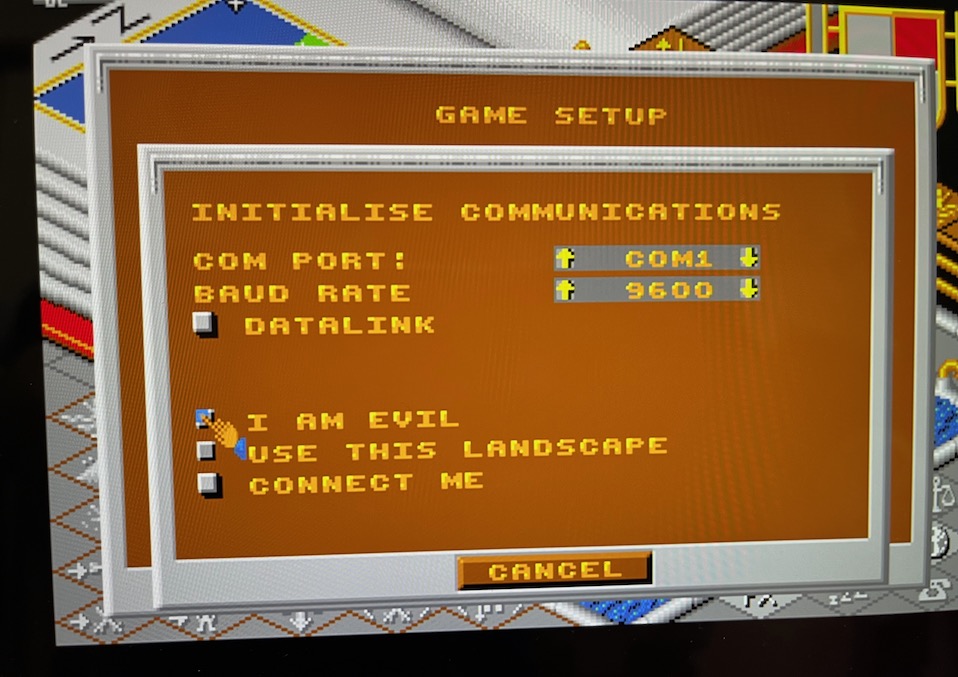 GAME SETUP
INITIALISE COMMUNICATIONS
COM PORT: COM1
BAUD RATE 9600
DATALINK
I AM EVIL
USE THIS LANDSCAPE
CONNECT ME
CANCEL